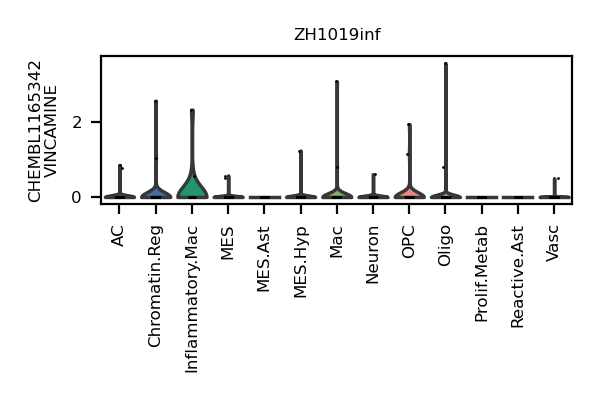 ZH1019inf
CHEMBL1165342
VINCAMINE
2
0
AC
Chromatin.Reg
Inflammatory.Mac
MES
MES.Ast
MES.Hyp
Mac
Neuron
OPC
Oligo
Prolif.Metab
Reactive.Ast
Vasc